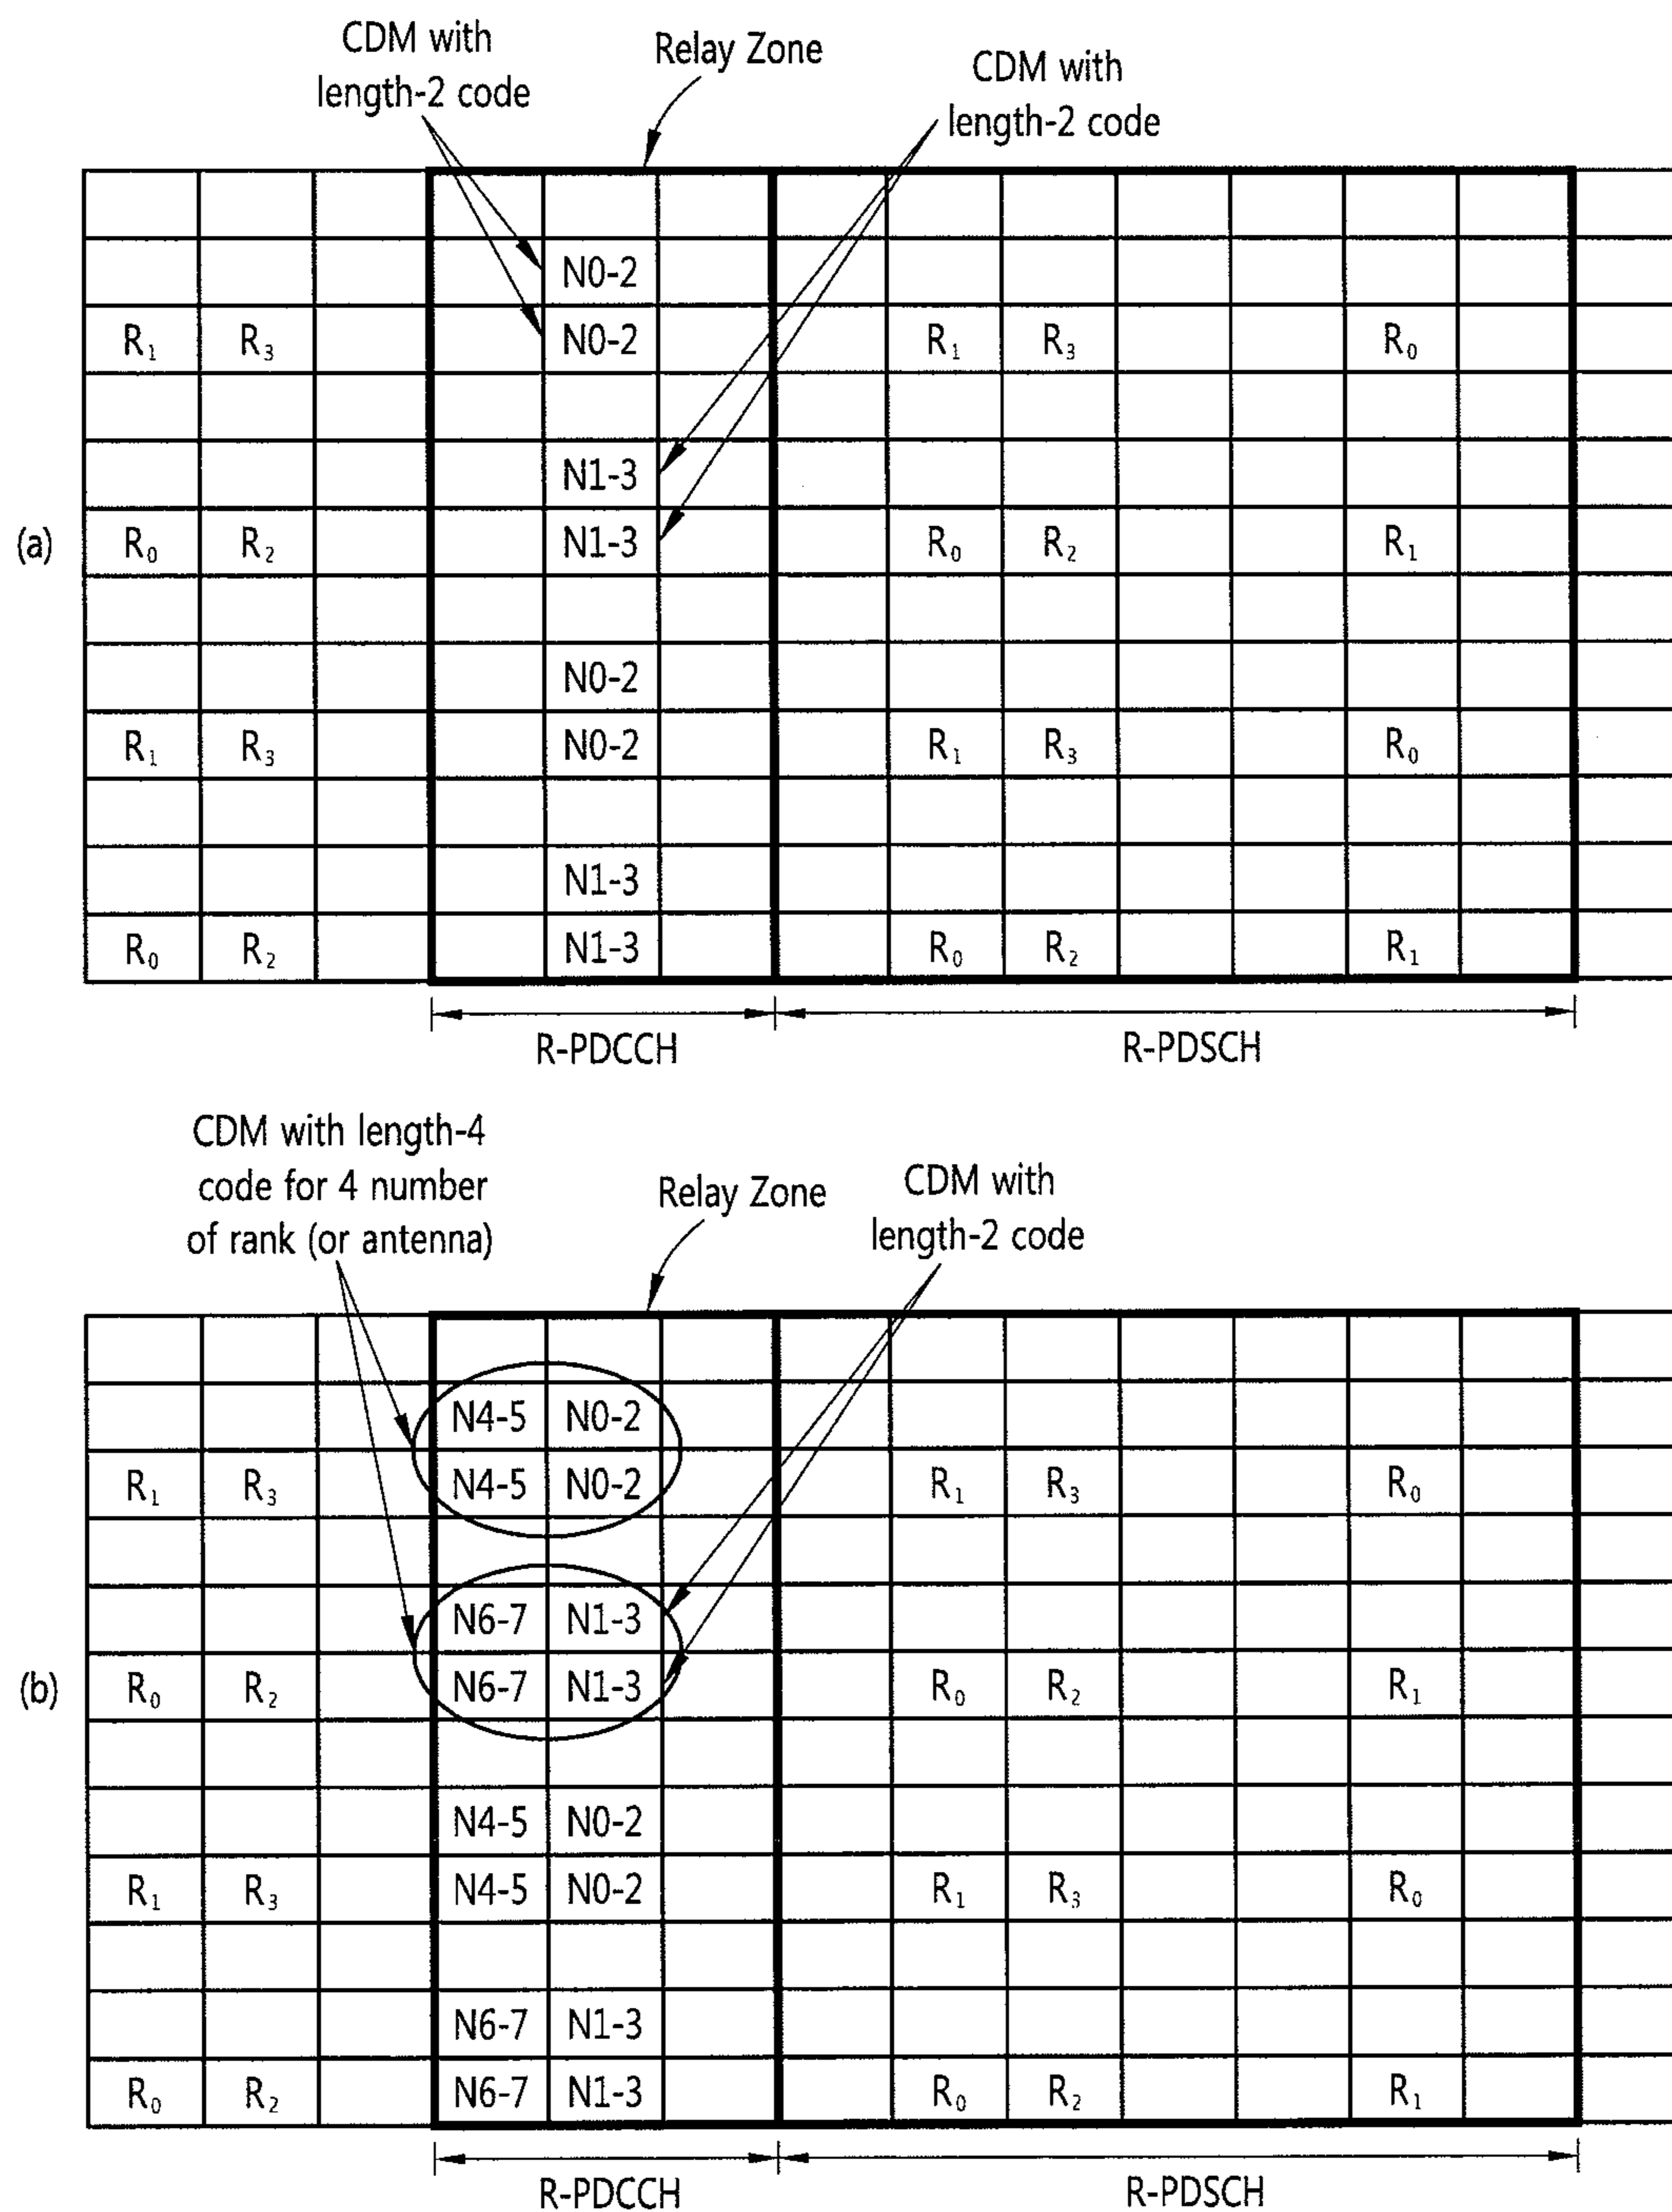 CDM with
length-2 code
Relay Zone
CDM with
length-2 code
N0-2
R₁ R₃ N0-2 R₁ R₃ R₀
N1-3
(a) R₀ R₂ N1-3 R₀ R₂ R₁
N0-2
R₁ R₃ N0-2 R₁ R₃ R₀
N1-3
R₀ R₂ N1-3 R₀ R₂ R₁
R-PDCCH R-PDSCH
CDM with length-4
code for 4 number
of rank (or antenna)
Relay Zone
CDM with
length-2 code
N4-5 N0-2
R₁ R₃ N4-5 N0-2 R₁ R₃ R₀
N6-7 N1-3
(b) R₀ R₂ N6-7 N1-3 R₀ R₂ R₁
N4-5 N0-2
R₁ R₃ N4-5 N0-2 R₁ R₃ R₀
N6-7 N1-3
R₀ R₂ N6-7 N1-3 R₀ R₂ R₁
R-PDCCH R-PDSCH